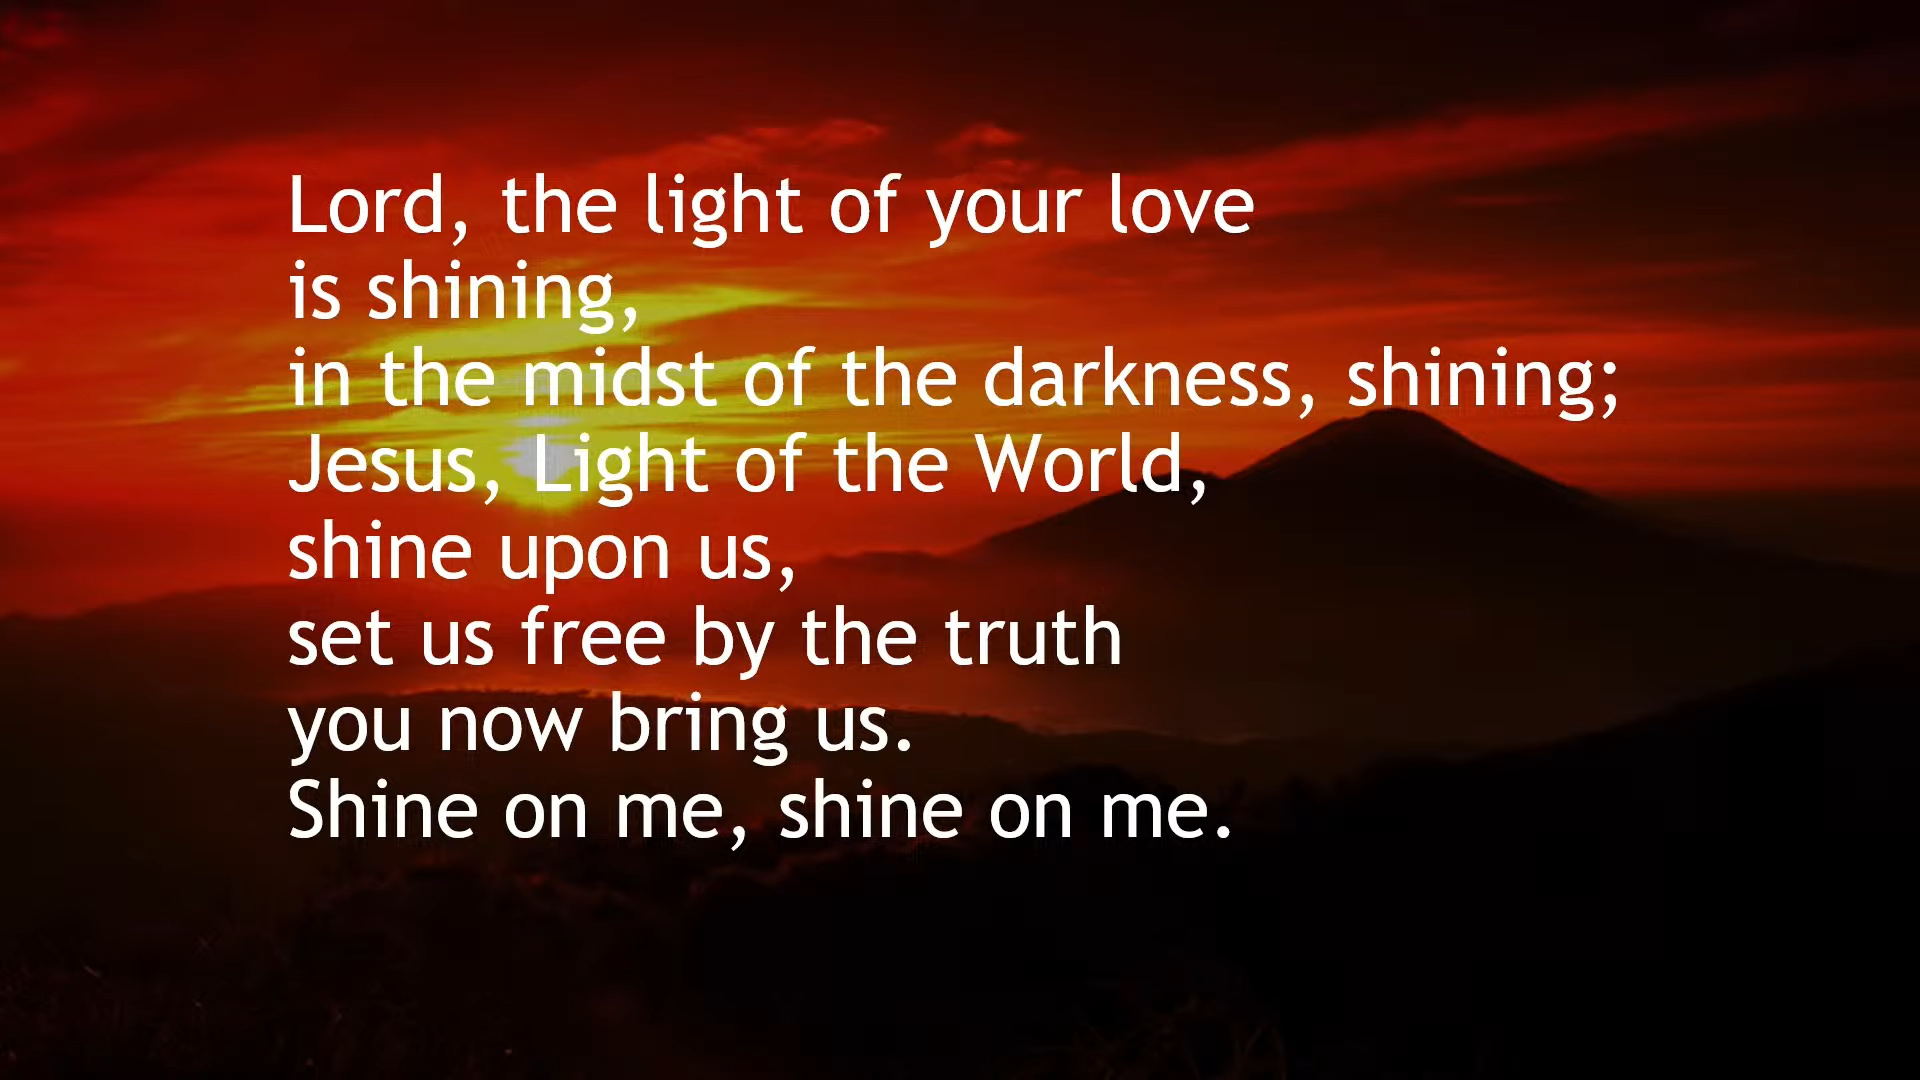 Lord, the light of your love
is shining,
in the midst of the darkness, shining;
Jesus, Light of the World,
shine upon us,
set us free by the truth
you now bring us.
Shine on me, shine on me.